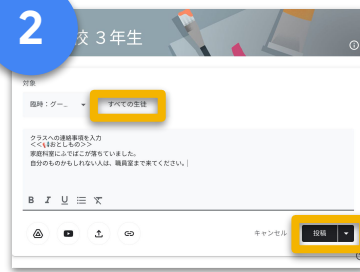 2
校 3年生
対象
臨時：グー...
すべての生徒
クラスへの連絡事項を入力
<<📢おとしもの>>
家庭科室にふでばこが落ちていました。
自分のものかもしれない人は、職員室まで来てください。
B I U
キャンセル
投稿